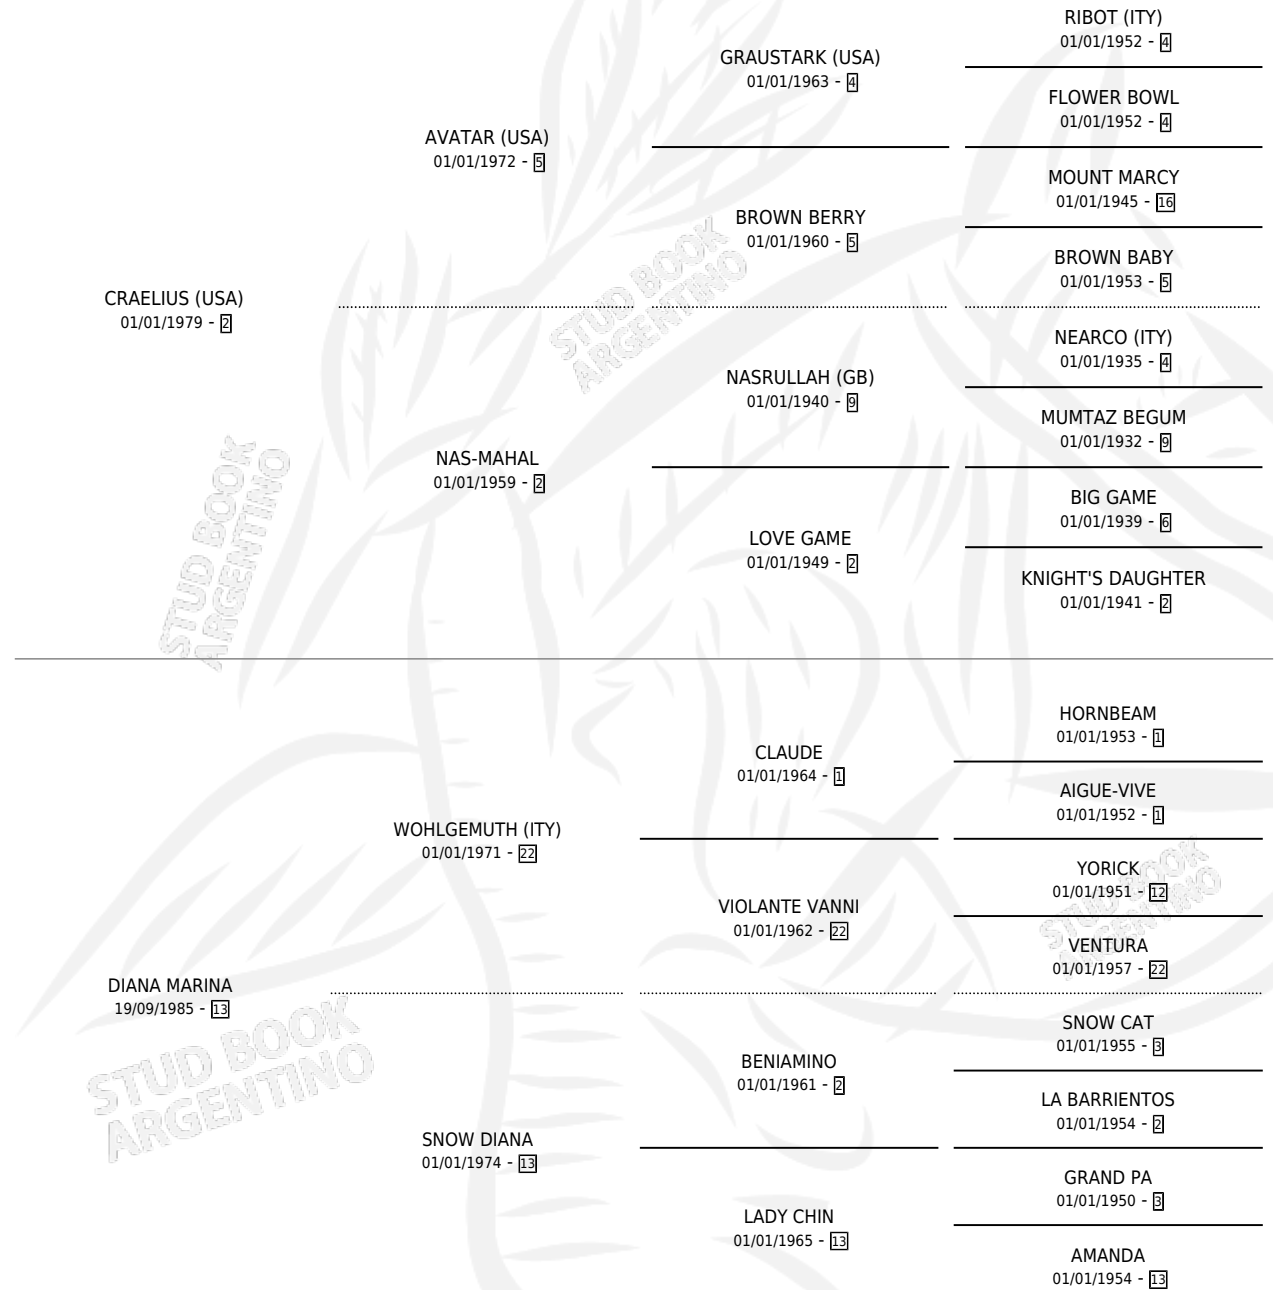 RIBOT (ITY)
01/01/1952 - 4
GRAUSTARK (USA)
01/01/1963 - 4
FLOWER BOWL
01/01/1952 - 4
AVATAR (USA)
01/01/1972 - 5
MOUNT MARCY
01/01/1945 - 16
BROWN BERRY
01/01/1960 - 5
BROWN BABY
01/01/1953 - 5
CRAELIUS (USA)
01/01/1979 - 2
NEARCO (ITY)
01/01/1935 - 4
NASRULLAH (GB)
01/01/1940 - 9
MUMTAZ BEGUM
01/01/1932 - 9
NAS-MAHAL
01/01/1959 - 2
BIG GAME
01/01/1939 - 6
LOVE GAME
01/01/1949 - 2
KNIGHT'S DAUGHTER
01/01/1941 - 2
STUD BOOK
ARGENTINO
STUD BOOK
ARGENTINO
HORNBEAM
01/01/1953 - 1
CLAUDE
01/01/1964 - 1
AIGUE-VIVE
01/01/1952 - 1
WOHLGEMUTH (ITY)
01/01/1971 - 22
YORICK
01/01/1951 - 12
VIOLANTE VANNI
01/01/1962 - 22
VENTURA
01/01/1957 - 22
STUD BOOK
ARGENTINO
DIANA MARINA
19/09/1985 - 13
SNOW CAT
01/01/1955 - 3
BENIAMINO
01/01/1961 - 2
LA BARRIENTOS
01/01/1954 - 2
SNOW DIANA
01/01/1974 - 13
GRAND PA
01/01/1950 - 3
LADY CHIN
01/01/1965 - 13
AMANDA
01/01/1954 - 13
STUD BOOK
ARGENTINO